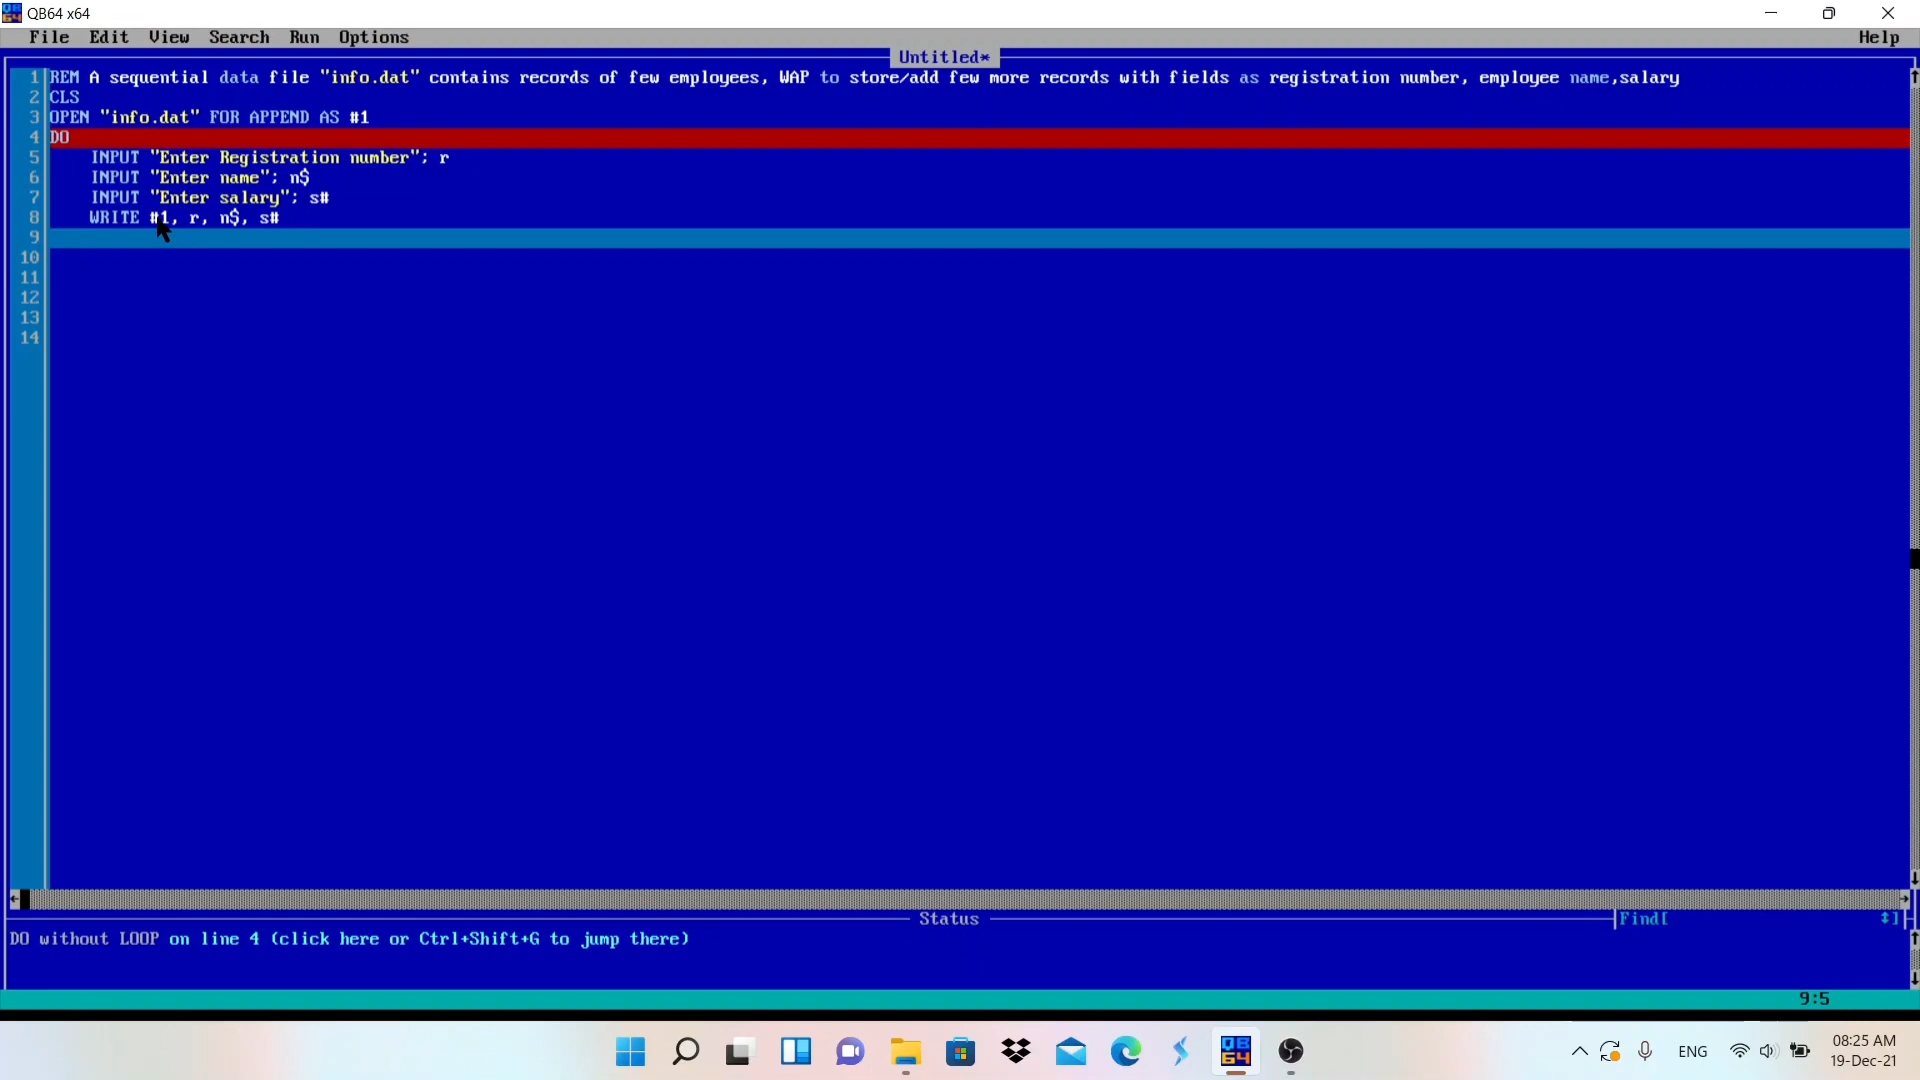 QB64 x64
File Edit View Search Run Options Help
Untitled*
1 REM A sequential data file "info.dat" contains records of few employees, WAP to store/add few more records with fields as registration number, employee name,salary
2 CLS
3 OPEN "info.dat" FOR APPEND AS #1
4 DO
5 INPUT "Enter Registration number"; r
6 INPUT "Enter name"; n$
7 INPUT "Enter salary"; s#
8 WRITE #1, r, n$, s#
9
10
11
12
13
14
Status
Find[ ]
DO without LOOP on line 4 (click here or Ctrl+Shift+G to jump there)
9:5
QB64
ENG
08:25 AM
19-Dec-21